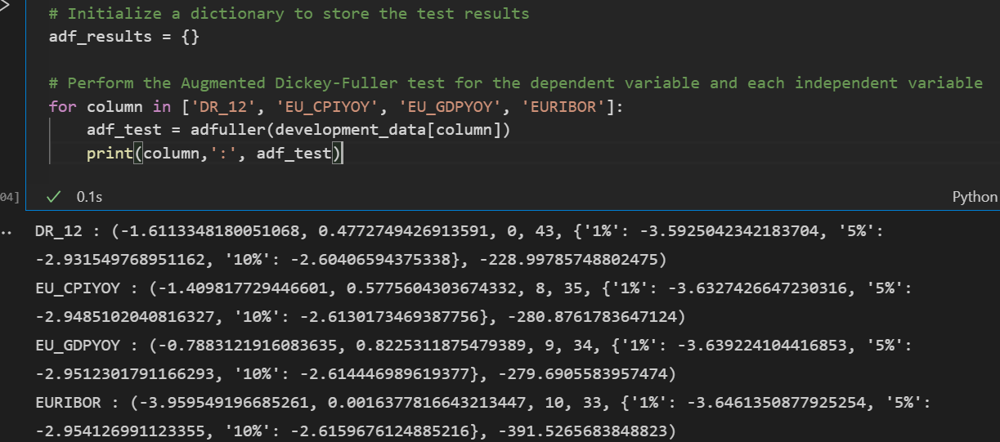 # Initialize a dictionary to store the test results
adf_results = {}
# Perform the Augmented Dickey-Fuller test for the dependent variable and each independent variable
for column in ['DR_12', 'EU_CPIYOY', 'EU_GDPYOY', 'EURIBOR']:
    adf_test = adfuller(development_data[column])
    print(column,':', adf_test)
04]
0.1s
Python
DR_12 : (-1.6113348180051068, 0.4772749426913591, 0, 43, {'1%': -3.5925042342183704, '5%':
-2.931549768951162, '10%': -2.60406594375338}, -228.99785748802475)
EU_CPIYOY : (-1.409817729446601, 0.5775604303674332, 8, 35, {'1%': -3.6327426647230316, '5%':
-2.9485102040816327, '10%': -2.6130173469387756}, -280.8761783647124)
EU_GDPYOY : (-0.7883121916083635, 0.8225311875479389, 9, 34, {'1%': -3.639224104416853, '5%':
-2.9512301791166293, '10%': -2.614446989619377}, -279.6905583957474)
EURIBOR : (-3.959549196685261, 0.0016377816643213447, 10, 33, {'1%': -3.6461350877925254, '5%':
-2.954126991123355, '10%': -2.6159676124885216}, -391.5265683848823)